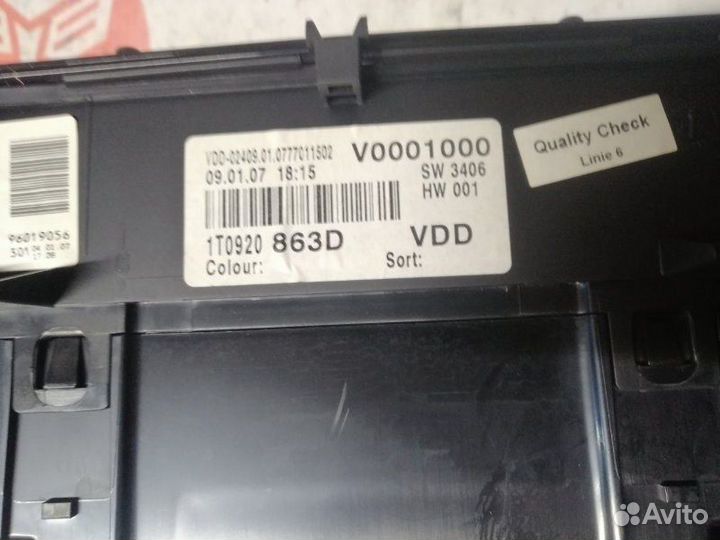 VDD-02409.01.0777011502 V0001000
09.01.07 18:15 SW 3406
HW 001
1T0920 863D VDD
Colour: Sort:
Quality Check
Linie 6
96019056
501
Avito